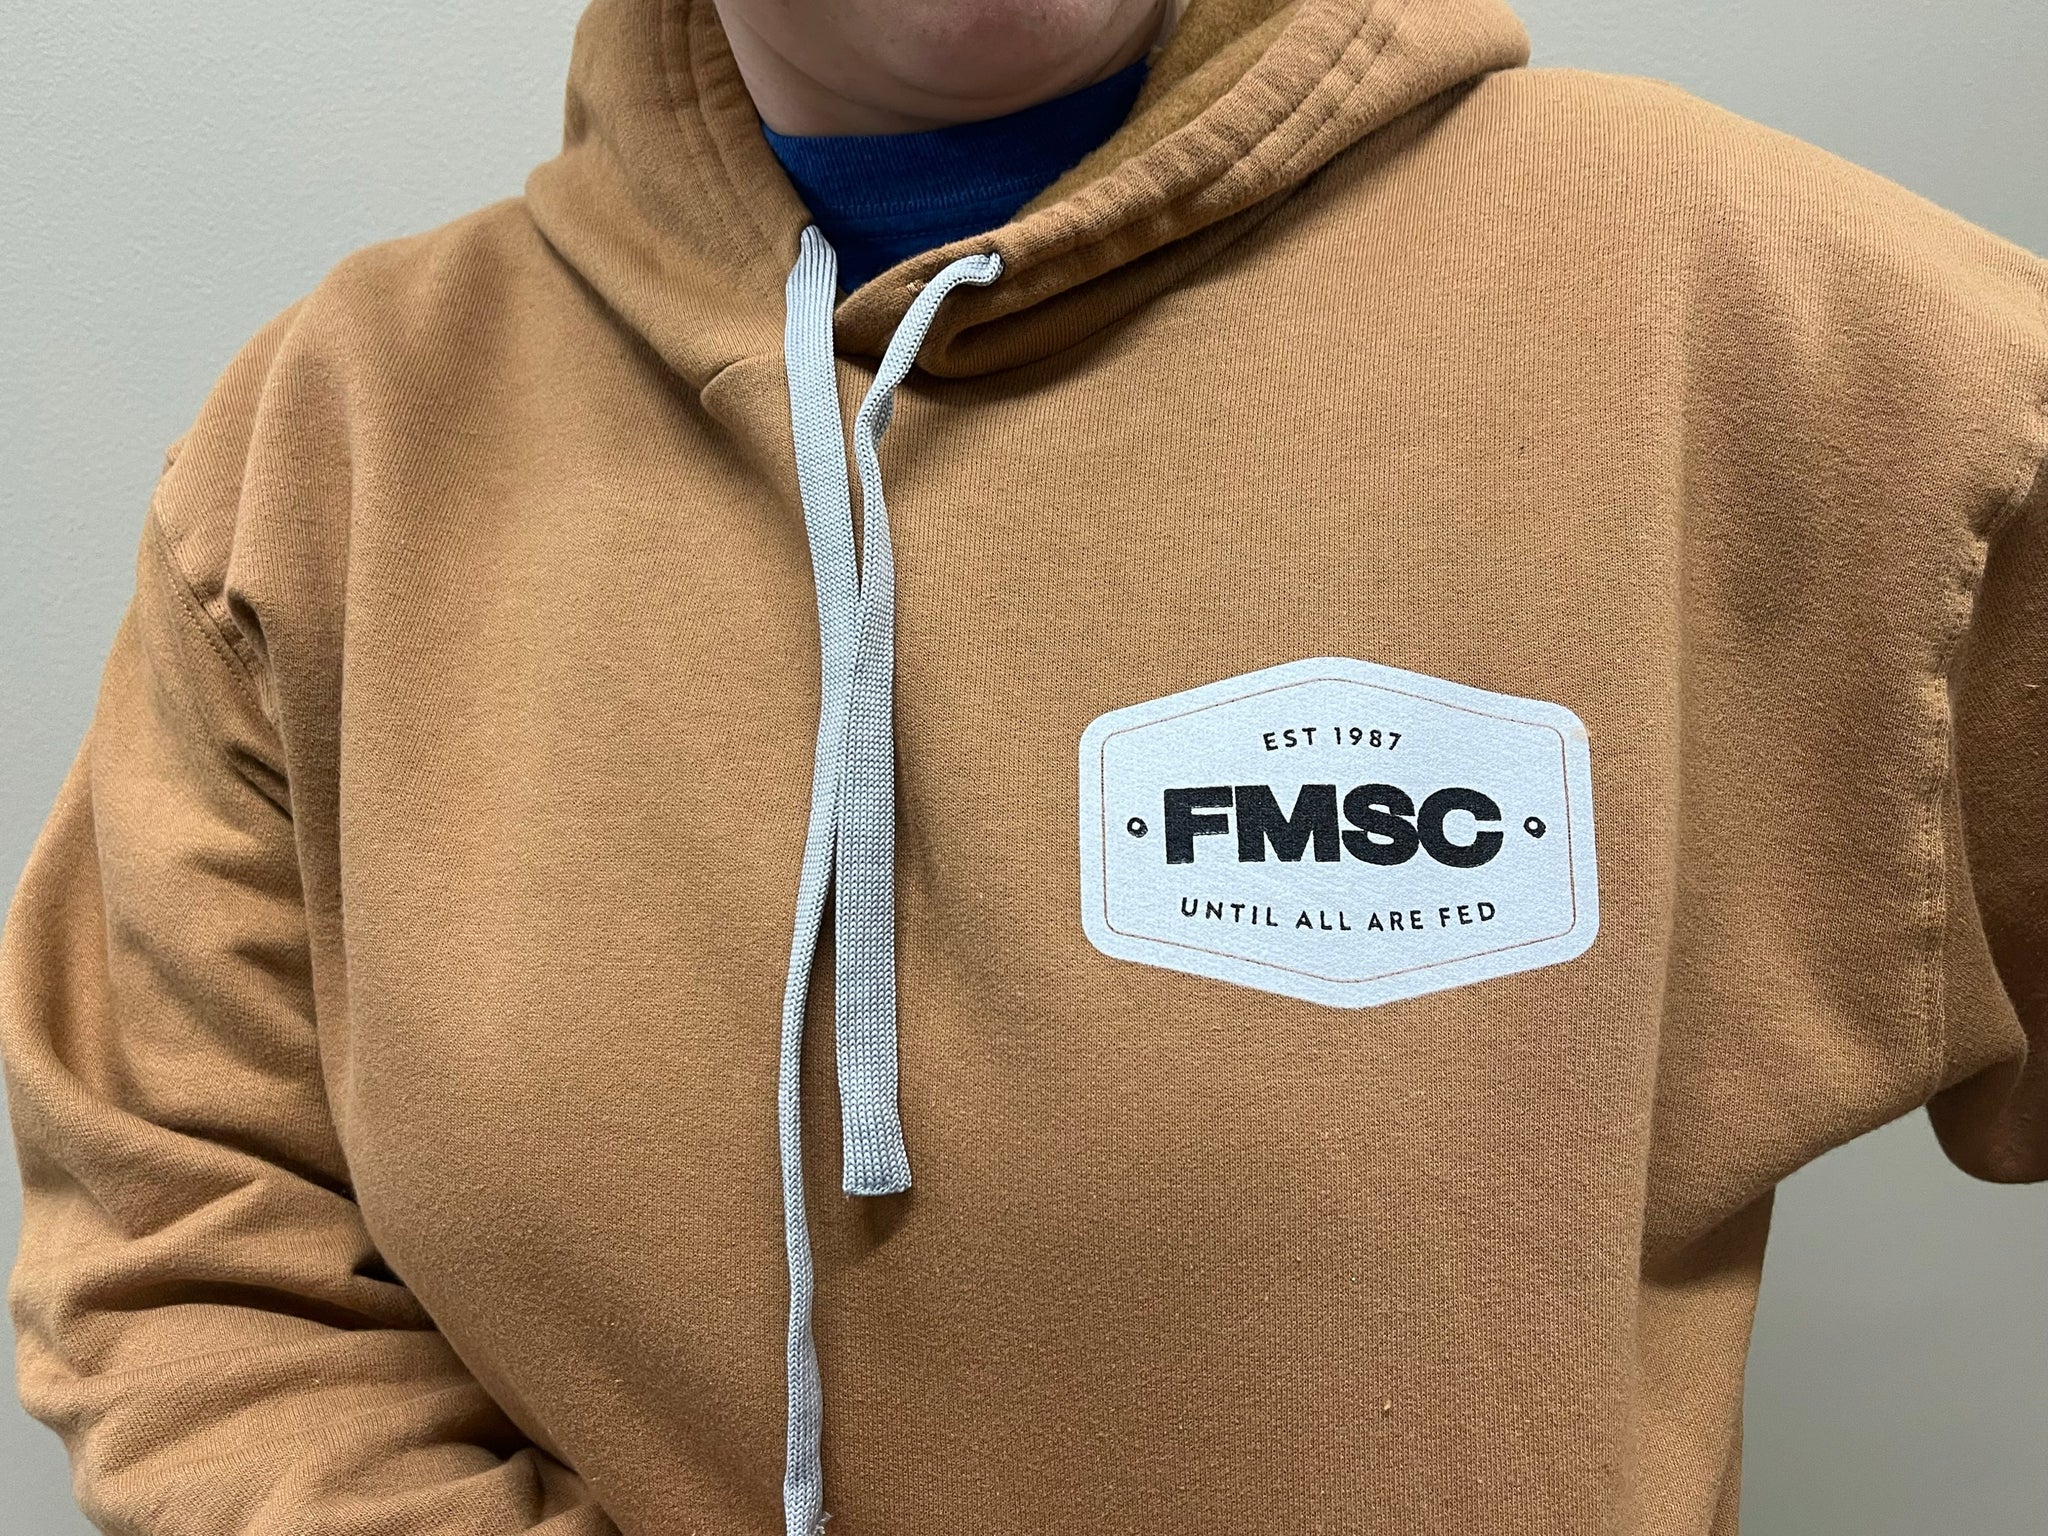 EST 1987
FMSC
UNTIL ALL ARE FED